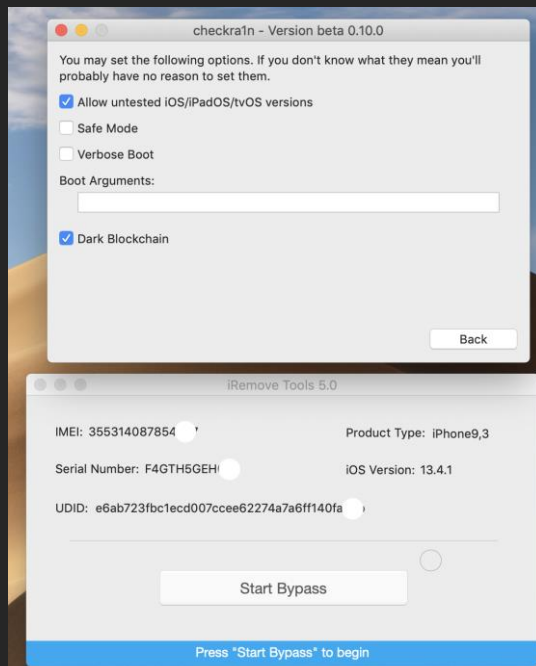 checkra1n - Version beta 0.10.0
You may set the following options. If you don't know what they mean you'll
probably have no reason to set them.
Allow untested iOS/iPadOS/tvOS versions
Safe Mode
Verbose Boot
Boot Arguments:
Dark Blockchain
Back
iRemove Tools 5.0
IMEI: 355314087854
Product Type: iPhone9,3
Serial Number: F4GTH5GEH
iOS Version: 13.4.1
UDID: e6ab723fbc1ecd007ccee62274a7a6ff140fa
Start Bypass
Press "Start Bypass" to begin